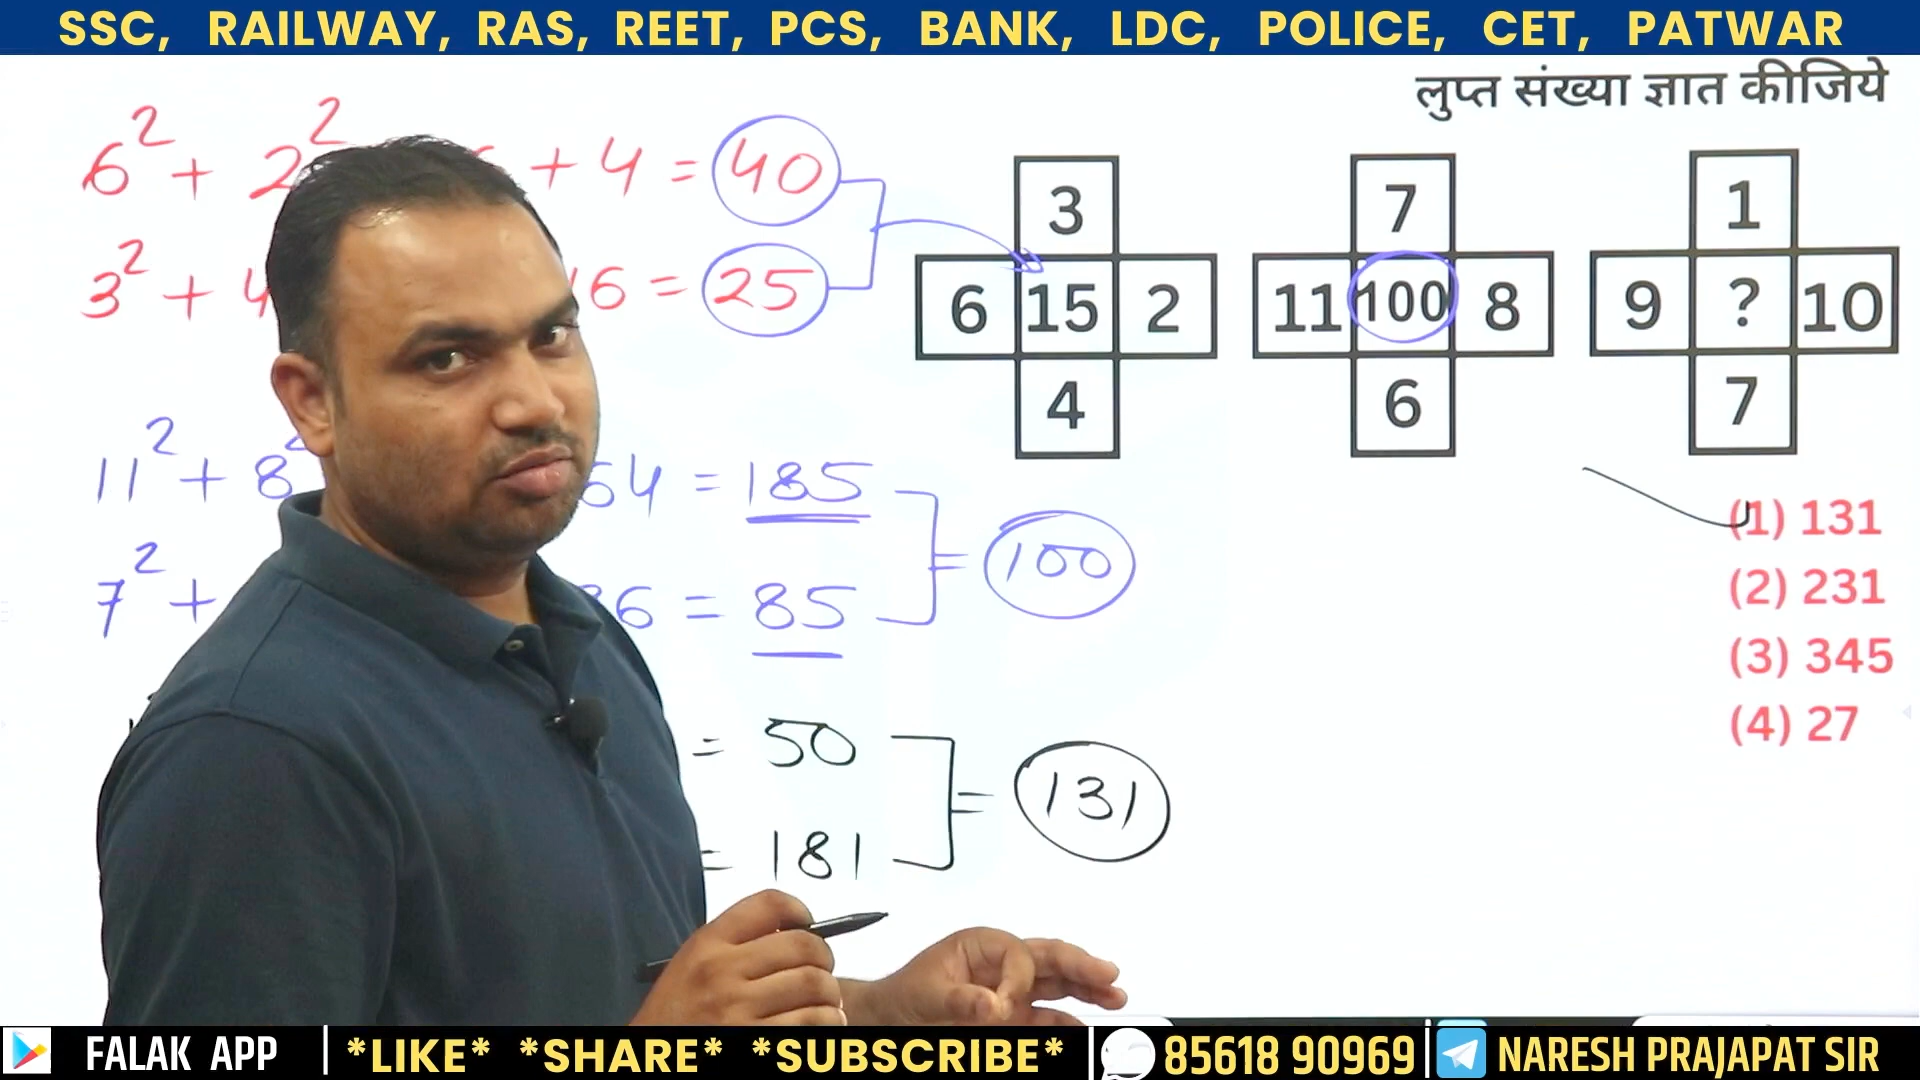 SSC, RAILWAY, RAS, REET, PCS, BANK, LDC, POLICE, CET, PATWAR
लुप्त संख्या ज्ञात कीजिये
6² + 2² + 4 = 40
3² + 4 16 = 25
11² + 8² 64 = 185
7² + 36 = 85
= 100
= 50
= 181
= 131
3
6 15 2
4
7
11 100 8
6
1
9 ? 10
7
(1) 131
(2) 231
(3) 345
(4) 27
FALAK APP | *LIKE* *SHARE* *SUBSCRIBE* | 85618 90969 | NARESH PRAJAPAT SIR